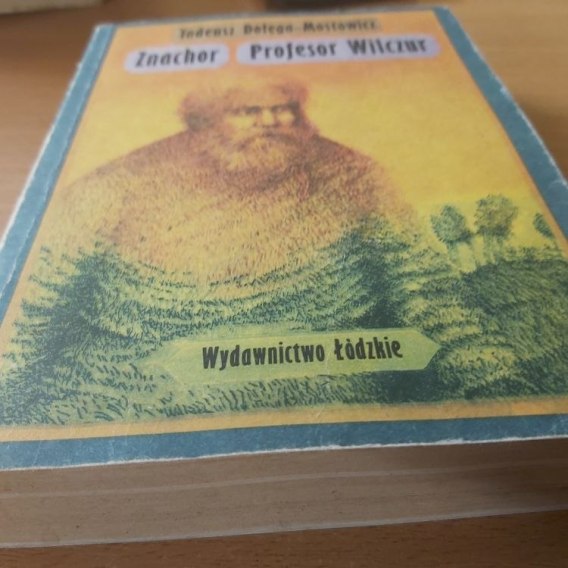 Tadeusz Dołęga-Mostowicz
Znachor Profesor Wilczur
Wydawnictwo Łódzkie